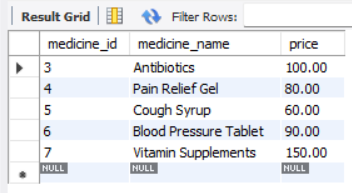 Result Grid Filter Rows:
medicine_id medicine_name price
3 Antibiotics 100.00
4 Pain Relief Gel 80.00
5 Cough Syrup 60.00
6 Blood Pressure Tablet 90.00
7 Vitamin Supplements 150.00
NULL NULL NULL